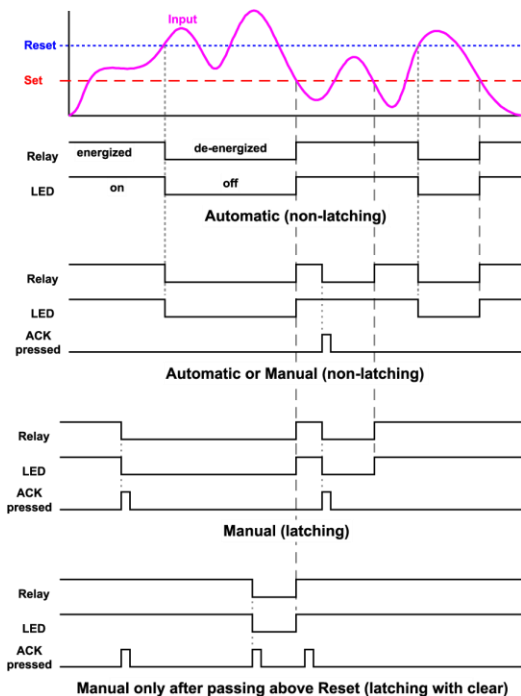 Input
Reset
Set
Relay energized de-energized
LED on off
Automatic (non-latching)
Relay
LED
ACK
pressed
Automatic or Manual (non-latching)
Relay
LED
ACK
pressed
Manual (latching)
Relay
LED
ACK
pressed
Manual only after passing above Reset (latching with clear)